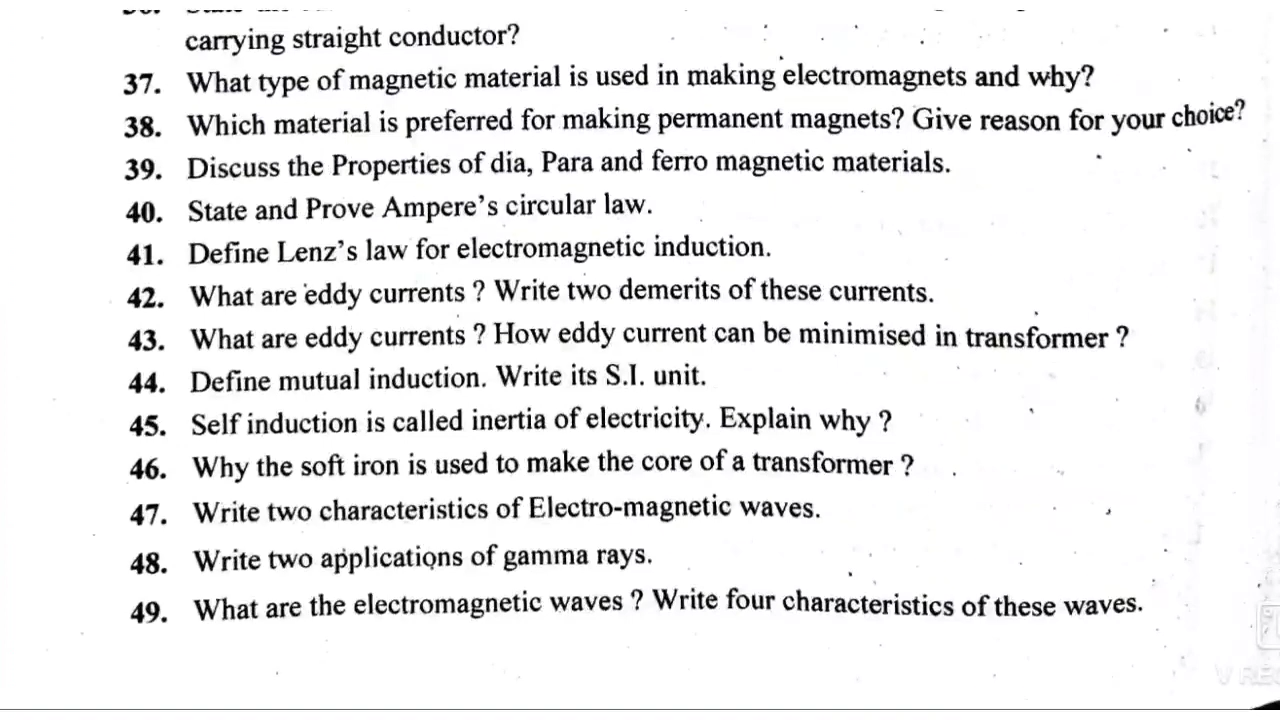 carrying straight conductor?
37. What type of magnetic material is used in making electromagnets and why?
38. Which material is preferred for making permanent magnets? Give reason for your choice?
39. Discuss the Properties of dia, Para and ferro magnetic materials.
40. State and Prove Ampere's circular law.
41. Define Lenz's law for electromagnetic induction.
42. What are eddy currents ? Write two demerits of these currents.
43. What are eddy currents ? How eddy current can be minimised in transformer ?
44. Define mutual induction. Write its S.I. unit.
45. Self induction is called inertia of electricity. Explain why ?
46. Why the soft iron is used to make the core of a transformer ?
47. Write two characteristics of Electro-magnetic waves.
48. Write two applications of gamma rays.
49. What are the electromagnetic waves ? Write four characteristics of these waves.